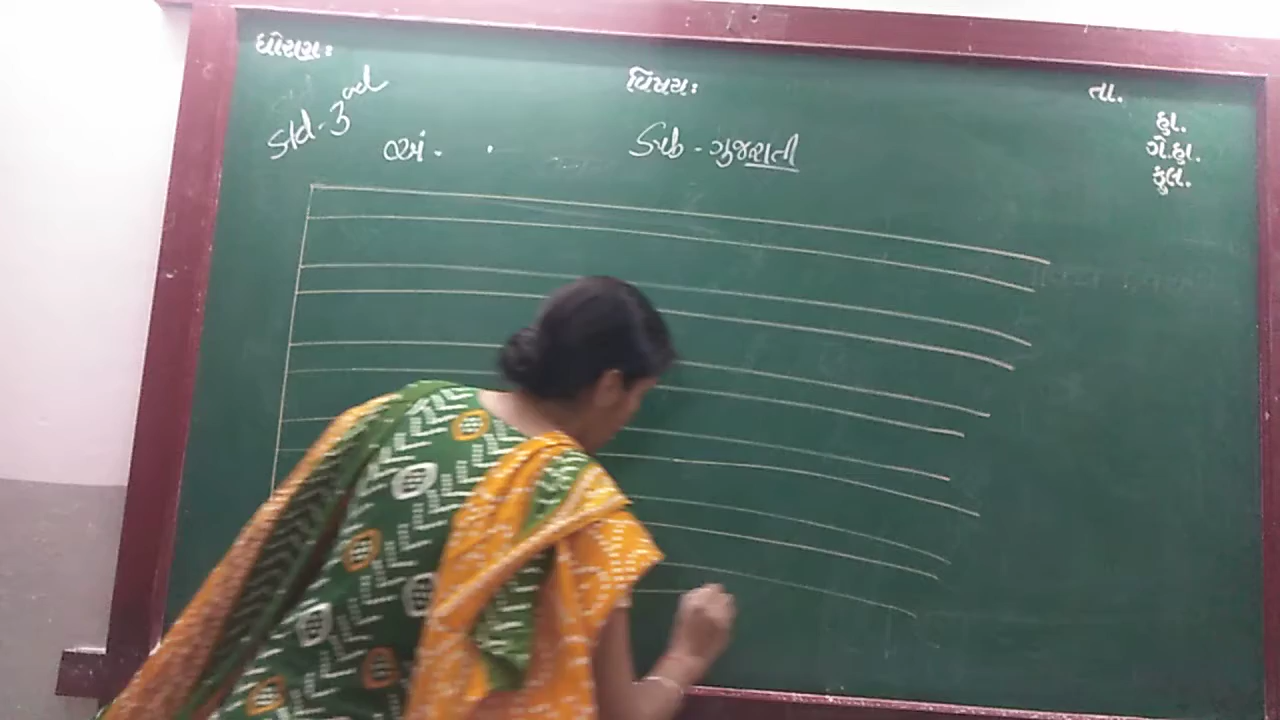 ધોરણઃ
વિષયઃ
તા.
હા.
ગે.હા.
કુલ.
Std-3rd
અં. .
Sub - ગુજરાતી